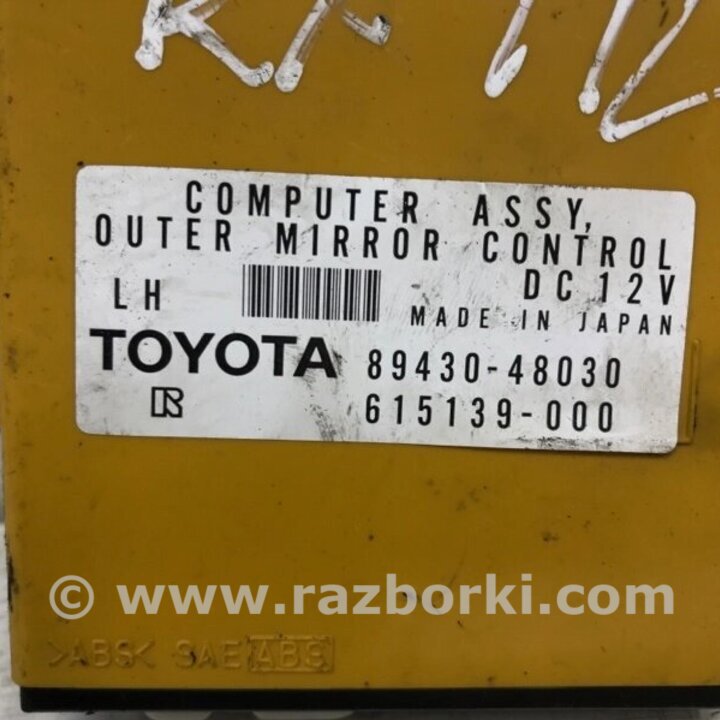 COMPUTER ASSY,
OUTER MIRROR CONTROL
LH DC 12V
MADE IN JAPAN
TOYOTA 89430-48030
R 615139-000
© www.razborki.com
>ABS< SAE ABS